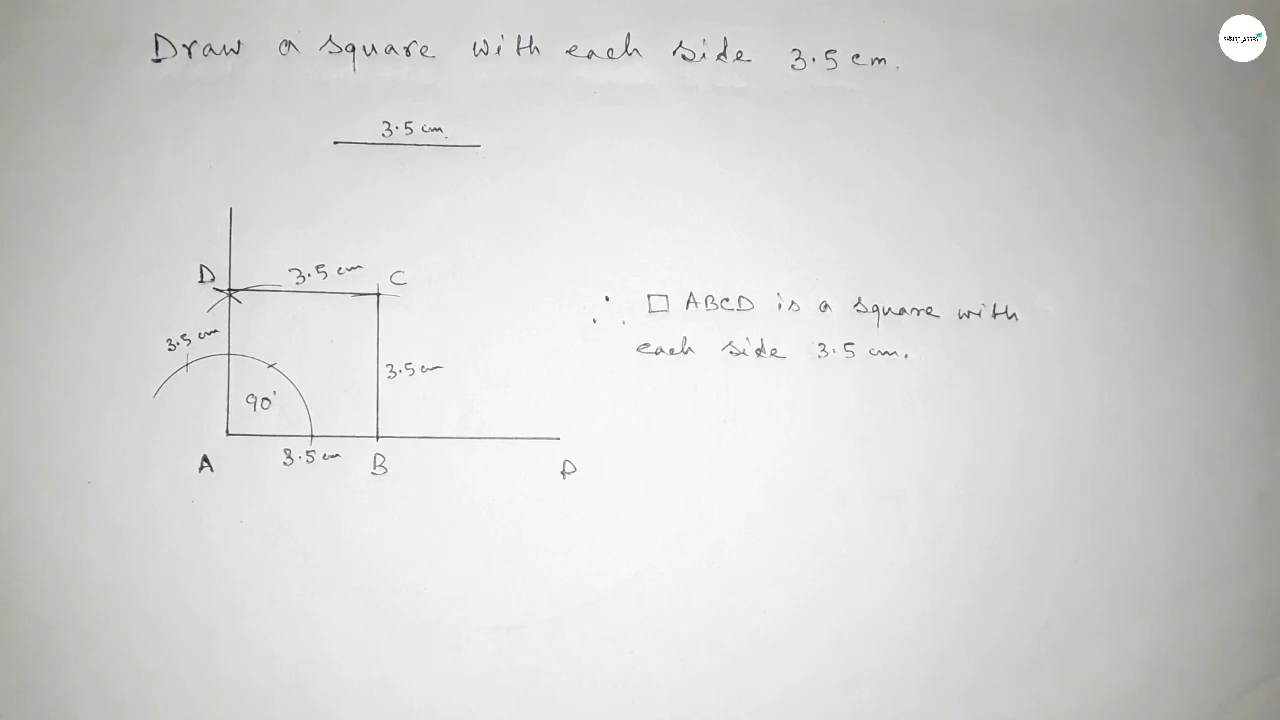 Draw a square with each side 3.5 cm.
3.5 cm.
D 3.5 cm C
3.5 cm
3.5 cm
90°
A 3.5 cm B P
∴ □ ABCD is a square with
each side 3.5 cm.